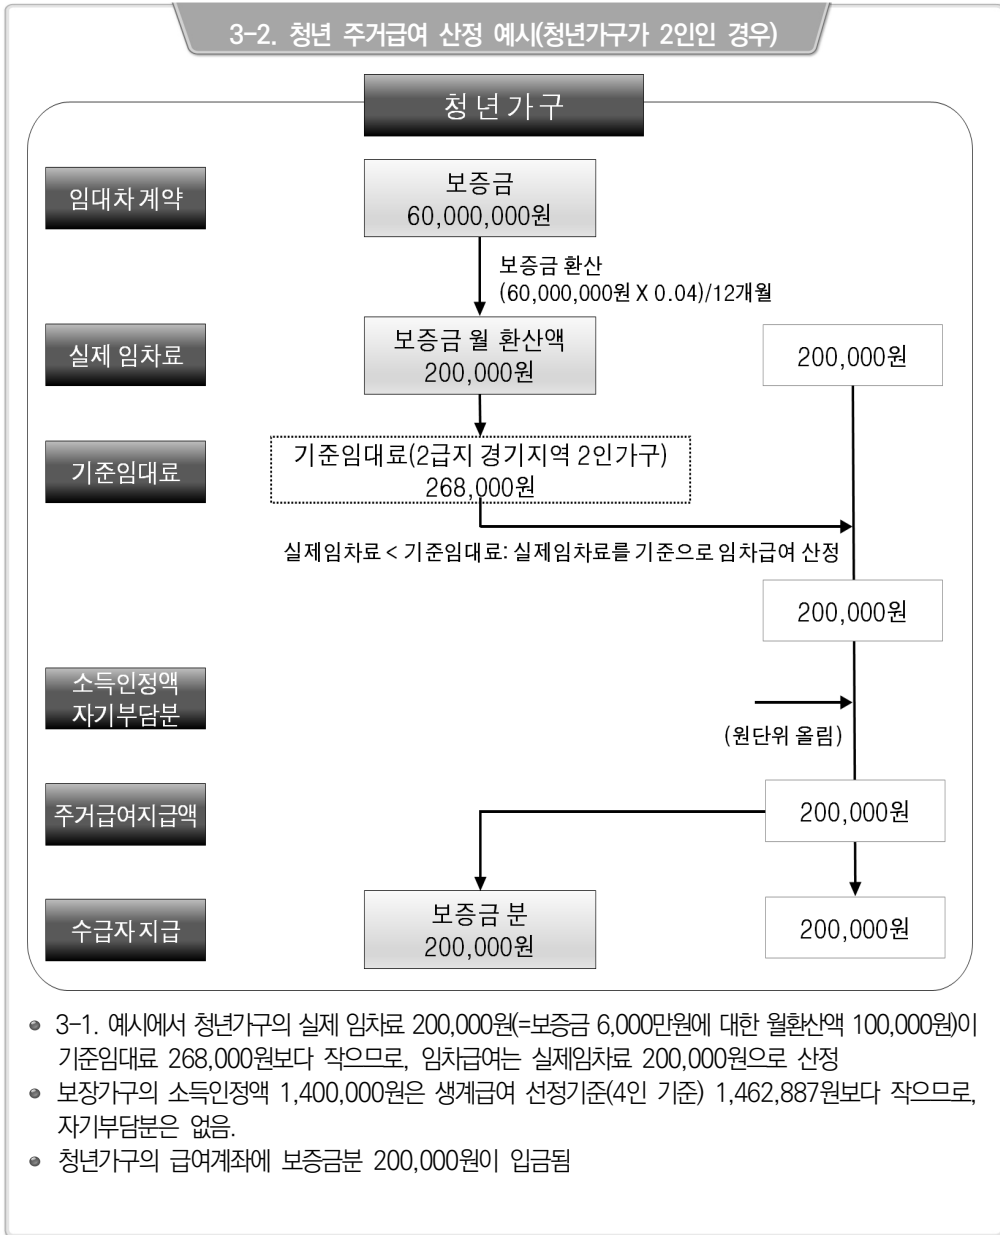 3-2. 청년 주거급여 산정 예시(청년가구가 2인인 경우)
청년가구
임대차계약
보증금
60,000,000원
보증금 환산
(60,000,000원 X 0.04)/12개월
실제 임차료
보증금 월 환산액
200,000원
200,000원
기준임대료
기준임대료(2급지 경기지역 2인가구)
268,000원
실제임차료 < 기준임대료: 실제임차료를 기준으로 임차급여 산정
200,000원
소득인정액
자기부담분
(원단위 올림)
주거급여지급액
200,000원
수급자지급
보증금 분
200,000원
200,000원
3-1. 예시에서 청년가구의 실제 임차료 200,000원(=보증금 6,000만원에 대한 월환산액 100,000원)이
기준임대료 268,000원보다 작으므로, 임차급여는 실제임차료 200,000원으로 산정
보장가구의 소득인정액 1,400,000원은 생계급여 선정기준(4인 기준) 1,462,887원보다 작으므로,
자기부담분은 없음.
청년가구의 급여계좌에 보증금분 200,000원이 입금됨